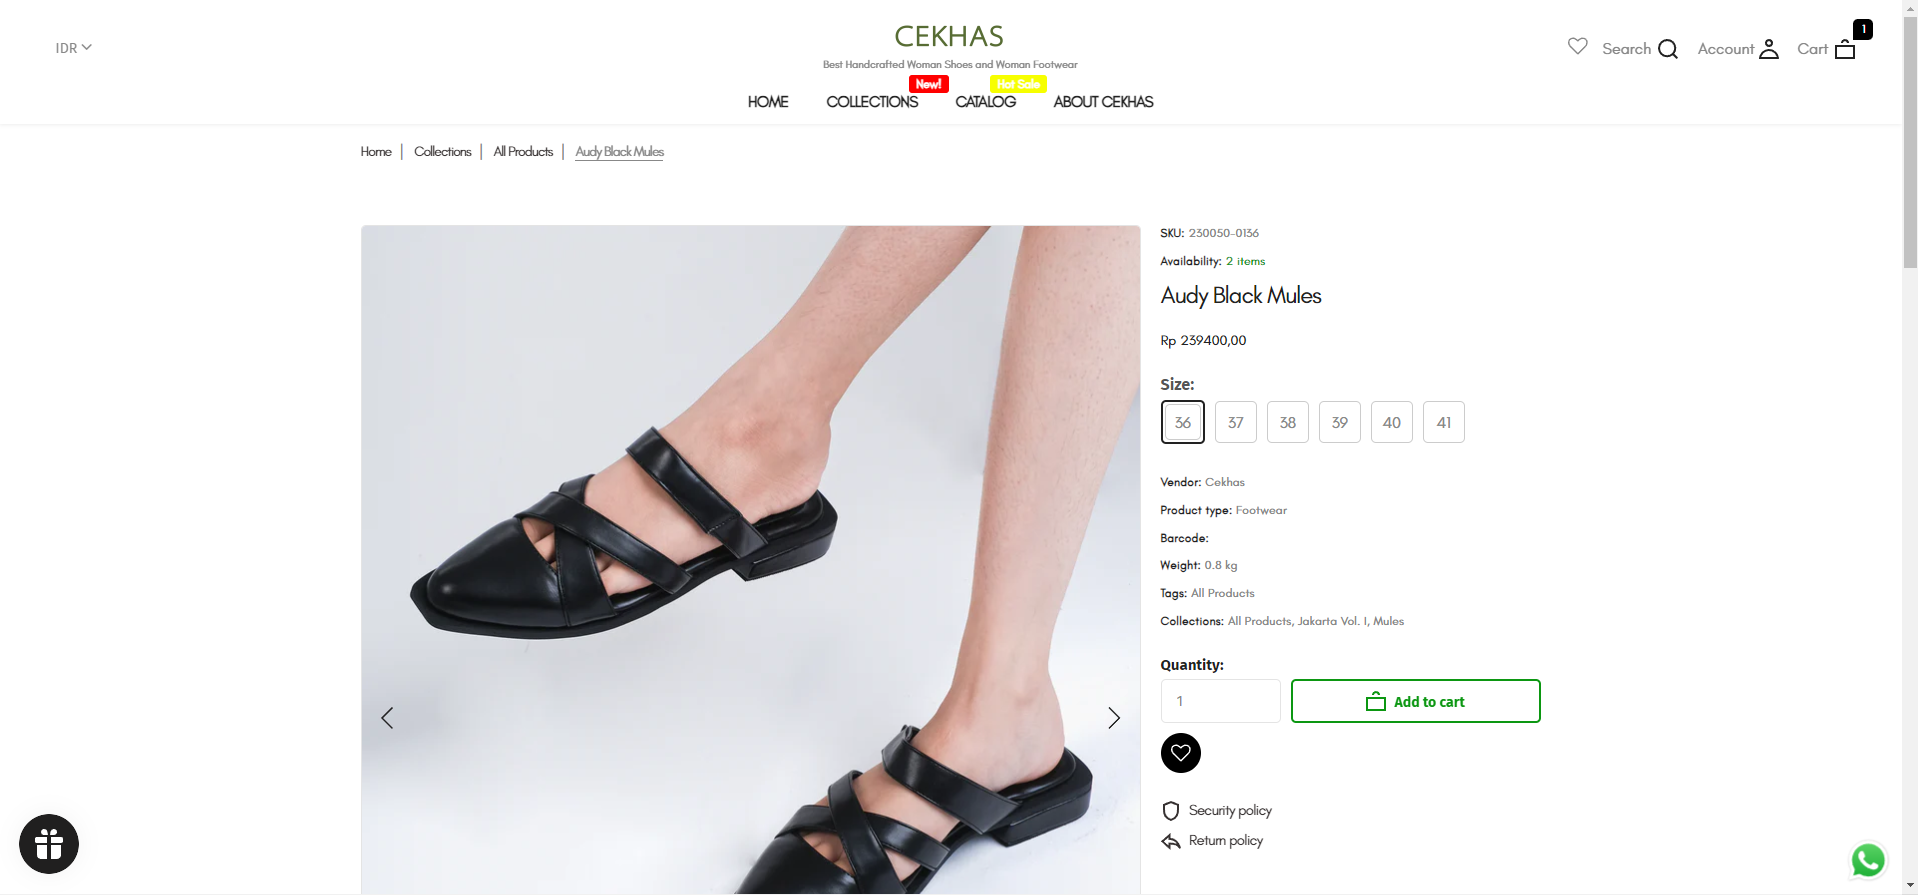 IDR
CEKHAS
Best Handcrafted Woman Shoes and Woman Footwear
Search
Account
Cart
1
New!
Hot Sale
HOME
COLLECTIONS
CATALOG
ABOUT CEKHAS
Home
Collections
All Products
Audy Black Mules
SKU: 230050-0136
Availability: 2 items
Audy Black Mules
Rp 239400,00
Size:
36 37 38 39 40 41
Vendor: Cekhas
Product type: Footwear
Barcode:
Weight: 0.8 kg
Tags: All Products
Collections: All Products, Jakarta Vol. I, Mules
Quantity:
1
Add to cart
Security policy
Return policy